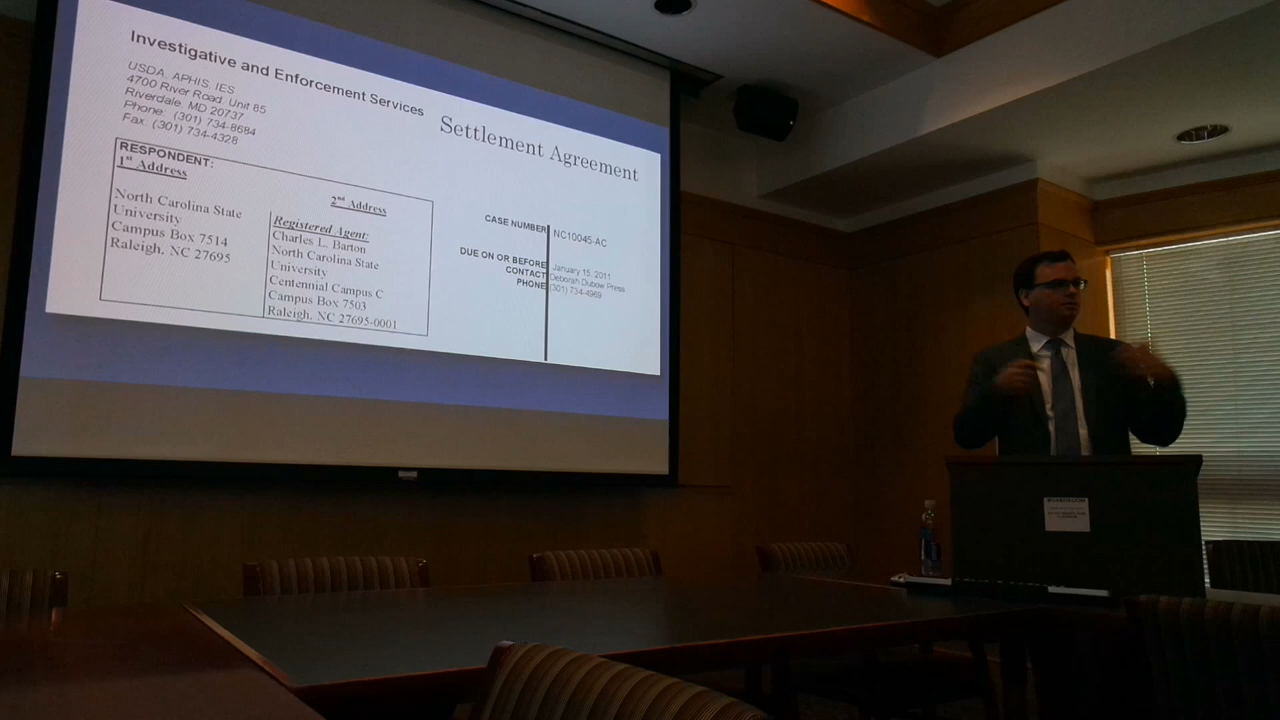 Investigative and Enforcement Services
USDA, APHIS, IES
4700 River Road, Unit 85
Riverdale, MD 20737
Phone: (301) 734-8684
Fax: (301) 734-4328
Settlement Agreement
RESPONDENT:
1st Address
North Carolina State
University
Campus Box 7514
Raleigh, NC 27695
2nd Address
Registered Agent:
Charles L. Barton
North Carolina State
University
Centennial Campus C
Campus Box 7503
Raleigh, NC 27695-0001
CASE NUMBER NC10045-AC
DUE ON OR BEFORE January 15, 2011
CONTACT Deborah Dubow Press
PHONE (301) 734-4969